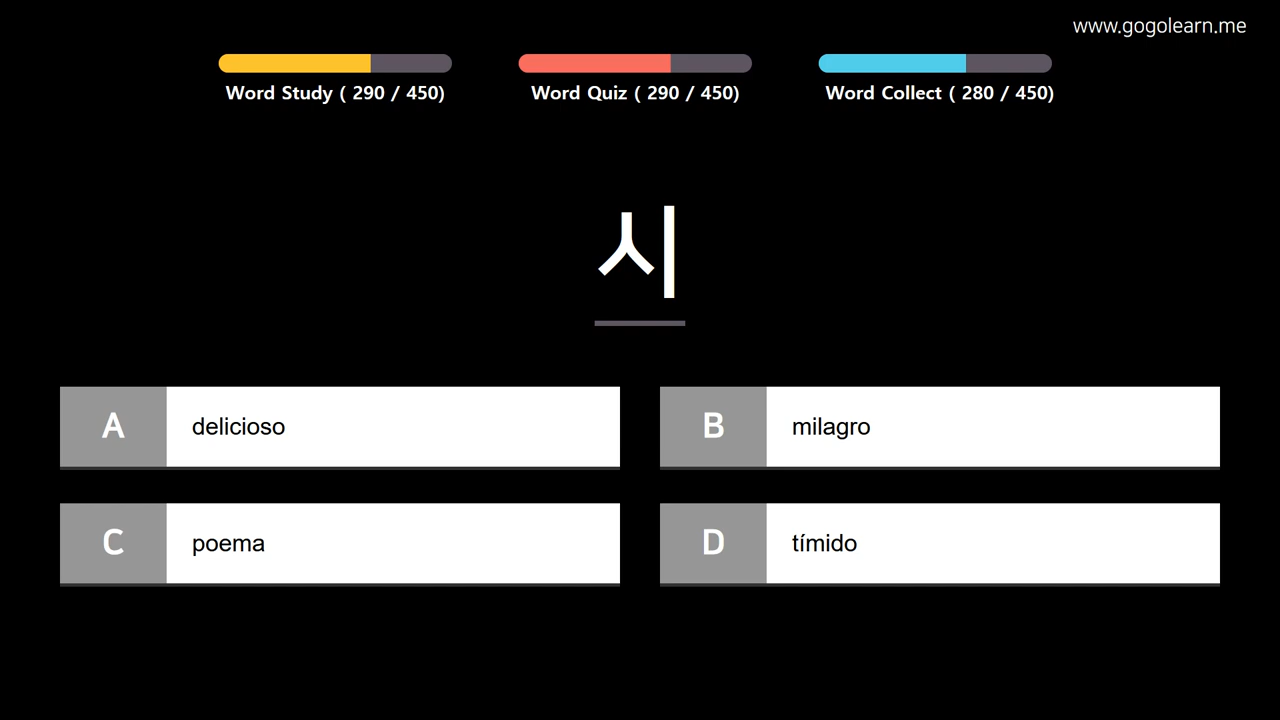 www.gogolearn.me
Word Study ( 290 / 450)
Word Quiz ( 290 / 450)
Word Collect ( 280 / 450)
시
A
delicioso
B
milagro
C
poema
D
tímido